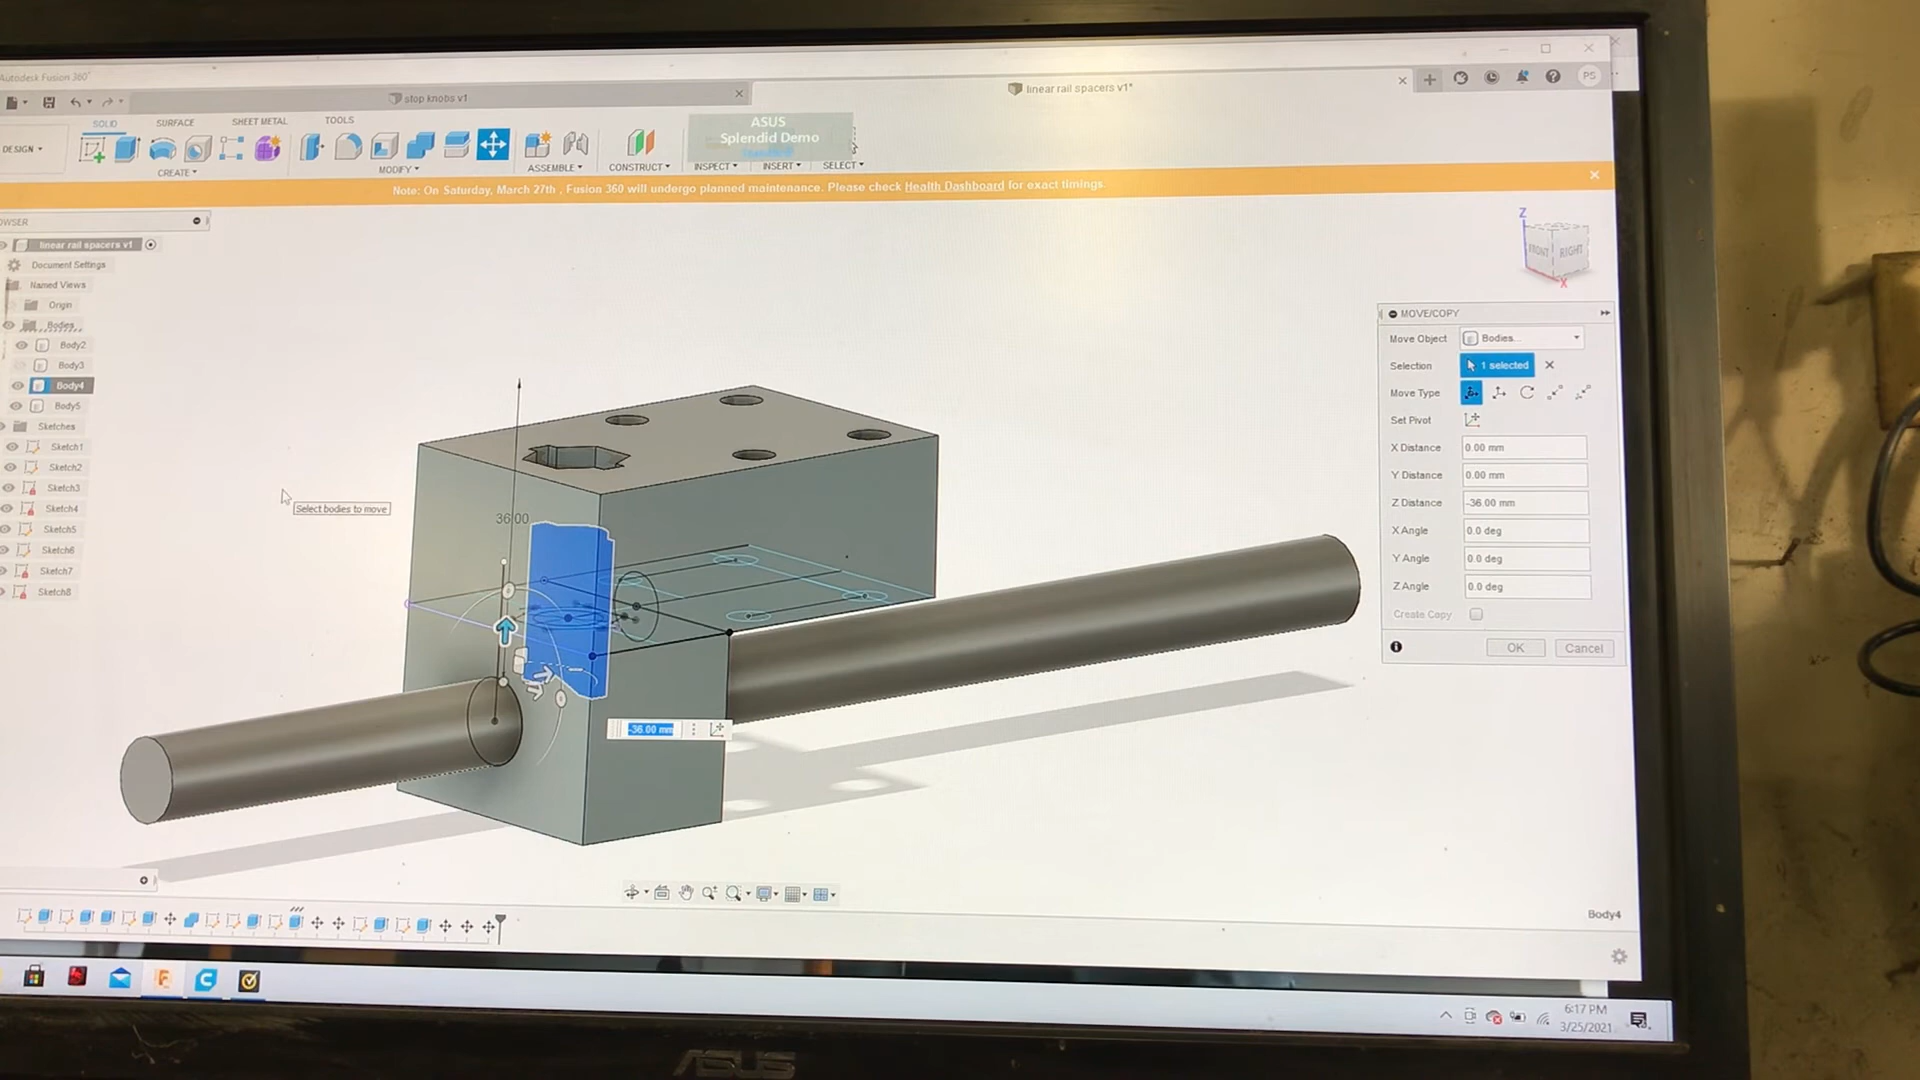 Autodesk Fusion 360
stop knobs v1
linear rail spacers v1*
PS
SOLID
SURFACE
SHEET METAL
TOOLS
ASUS
Splendid Demo
DESIGN
CREATE
MODIFY
ASSEMBLE
CONSTRUCT
INSPECT
INSERT
SELECT
Note: On Saturday, March 27th , Fusion 360 will undergo planned maintenance. Please check Health Dashboard for exact timings.
OWSER
linear rail spacers v1
Document Settings
Named Views
Origin
Bodies
Body2
Body3
Body4
Body5
Sketches
Sketch1
Sketch2
Sketch3
Sketch4
Sketch5
Sketch6
Sketch7
Sketch8
Select bodies to move
36.00
-36.00 mm
Z
FRONT
RIGHT
X
MOVE/COPY
Move Object
Bodies...
Selection
1 selected
Move Type
Set Pivot
X Distance
0.00 mm
Y Distance
0.00 mm
Z Distance
-36.00 mm
X Angle
0.0 deg
Y Angle
0.0 deg
Z Angle
0.0 deg
Create Copy
OK
Cancel
Body4
6:17 PM
3/25/2021
ASUS